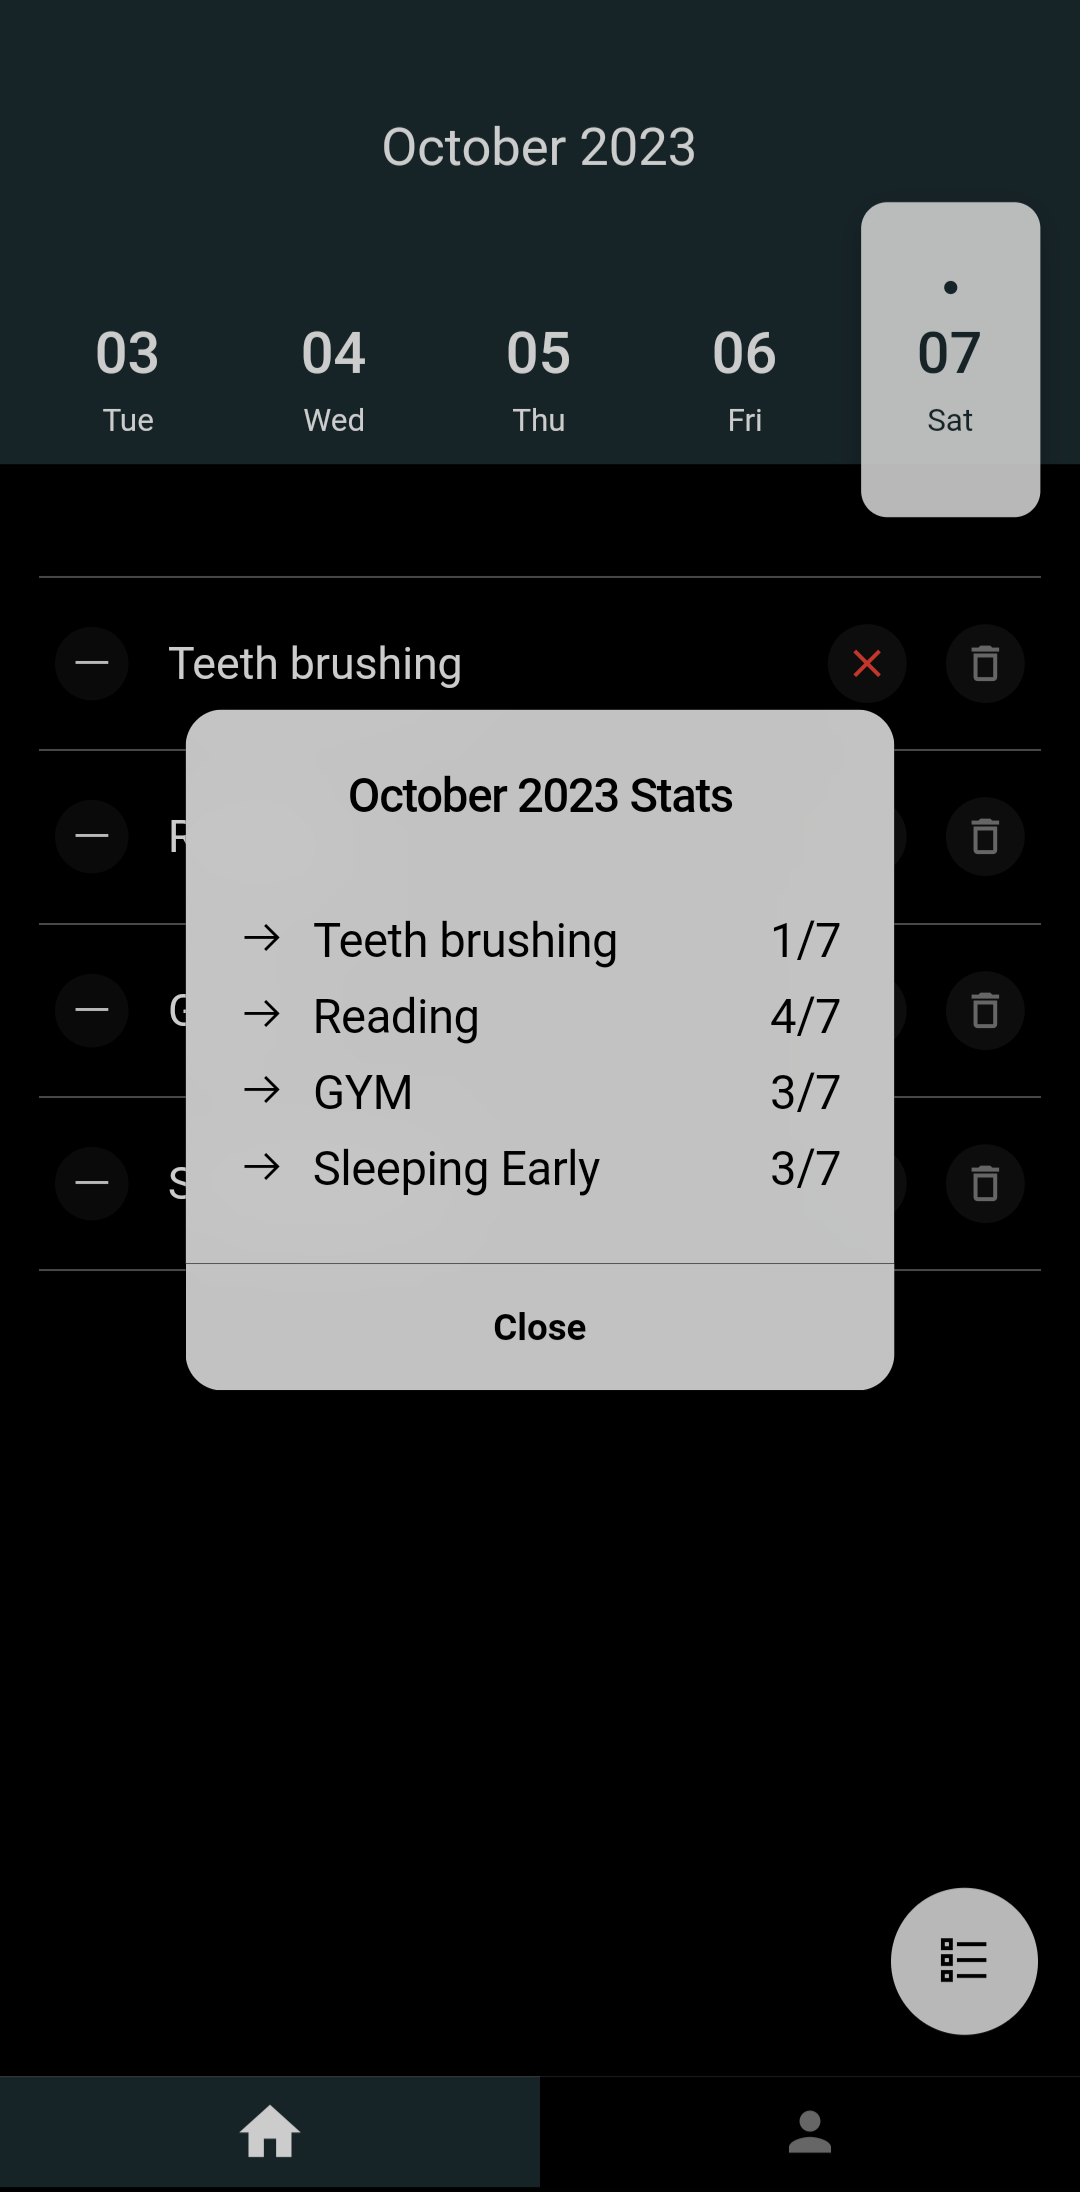 October 2023
03 04 05 06 07
Tue Wed Thu Fri Sat
Teeth brushing
October 2023 Stats
Teeth brushing 1/7
Reading 4/7
GYM 3/7
Sleeping Early 3/7
Close